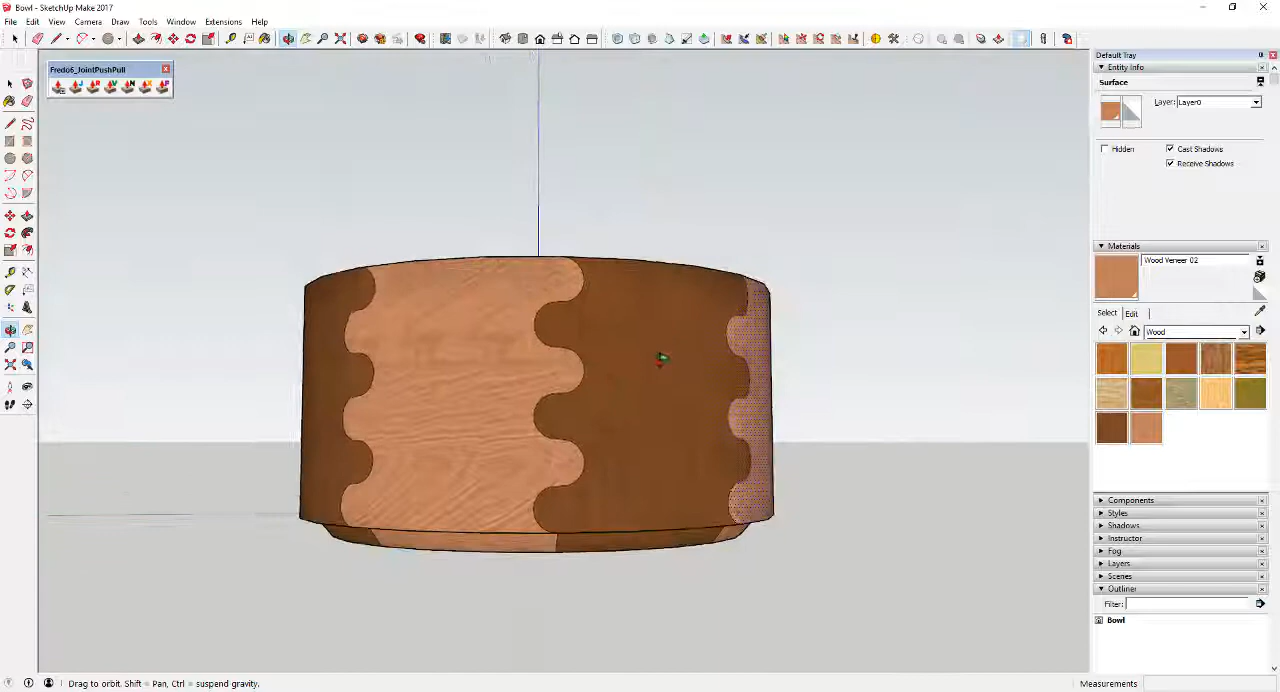 Bowl - SketchUp Make 2017
File Edit View Camera Draw Tools Window Extensions Help
Fredo6_JointPushPull
Default Tray
Entity Info
Surface
Layer: Layer0
Hidden
Cast Shadows
Receive Shadows
Materials
Wood Veneer 02
Select Edit
Wood
Components
Styles
Shadows
Instructor
Fog
Layers
Scenes
Outliner
Filter:
Bowl
Drag to orbit. Shift = Pan, Ctrl = suspend gravity.
Measurements